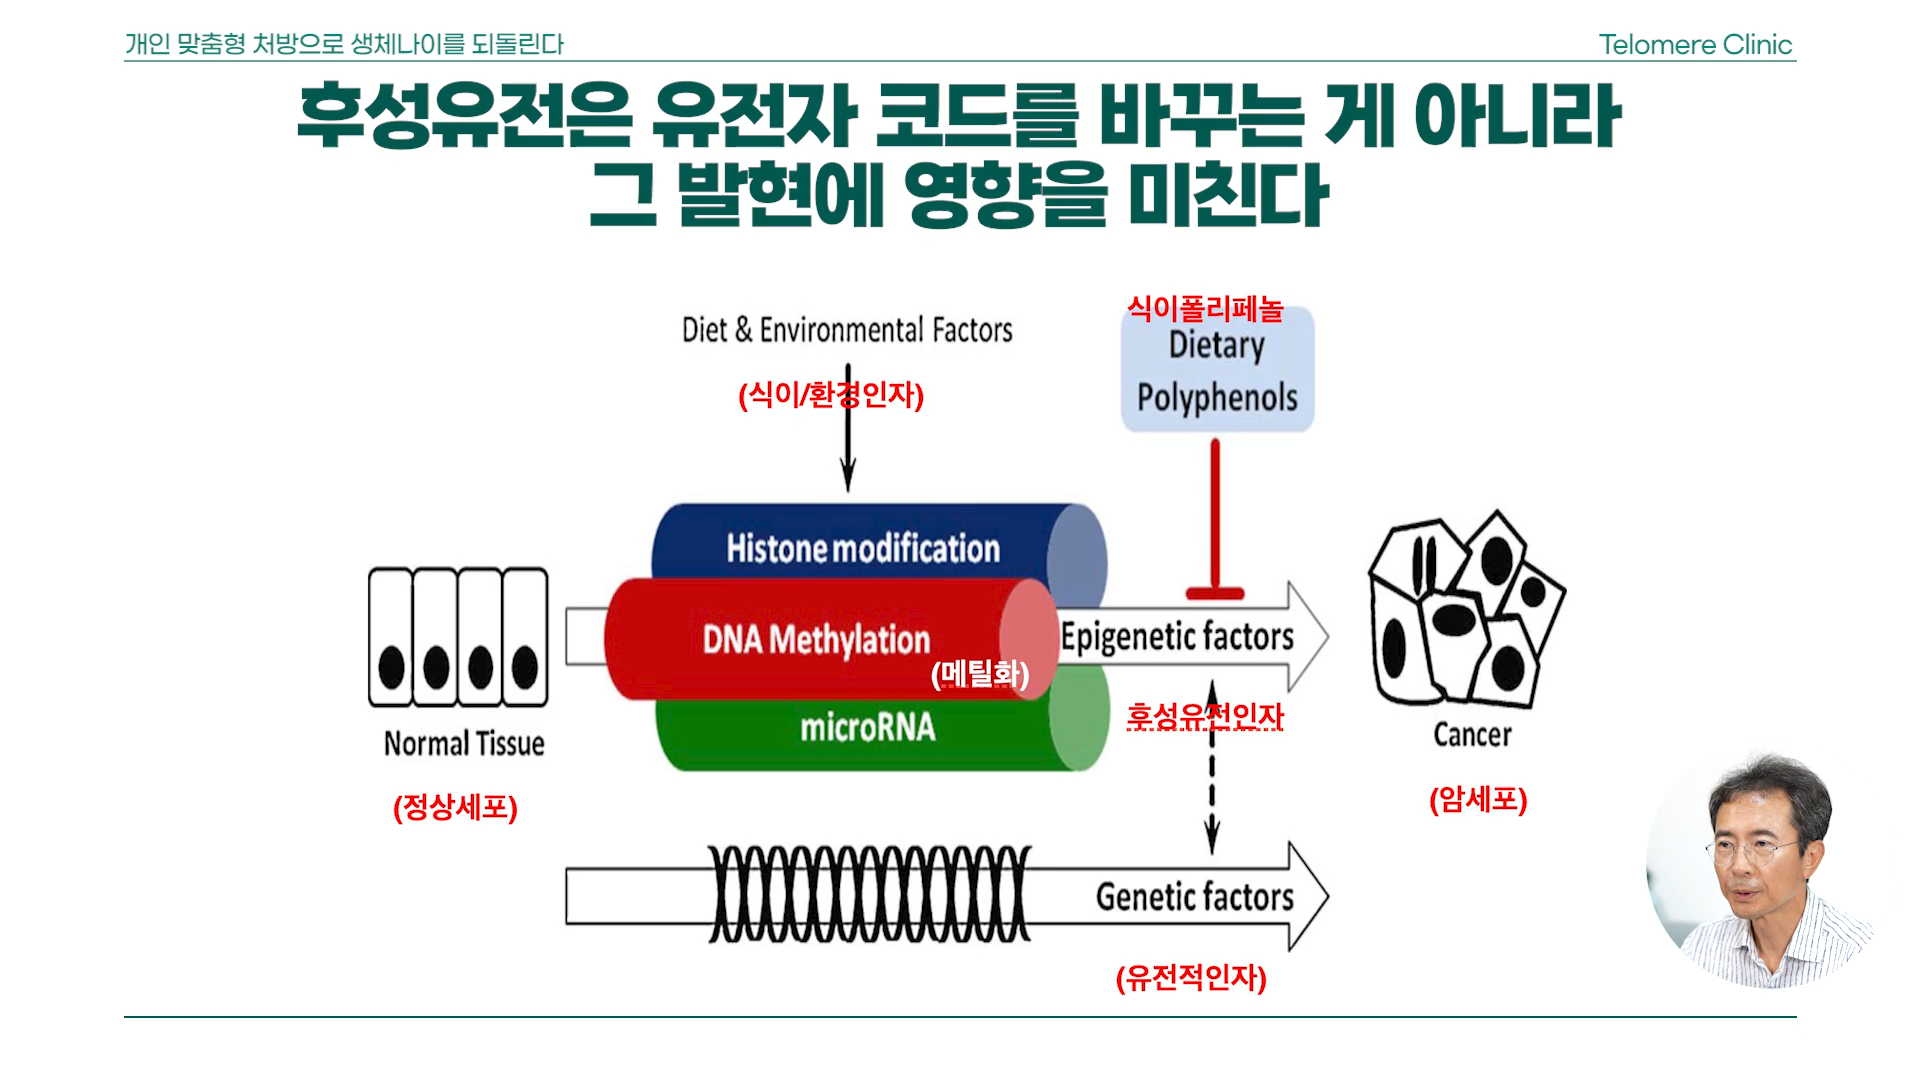 개인 맞춤형 처방으로 생체나이를 되돌린다
Telomere Clinic
후성유전은 유전자 코드를 바꾸는 게 아니라
그 발현에 영향을 미친다
Diet & Environmental Factors
(식이/환경인자)
식이폴리페놀
Dietary
Polyphenols
Histone modification
DNA Methylation
(메틸화)
microRNA
Epigenetic factors
후성유전인자
Normal Tissue
(정상세포)
Cancer
(암세포)
Genetic factors
(유전적인자)